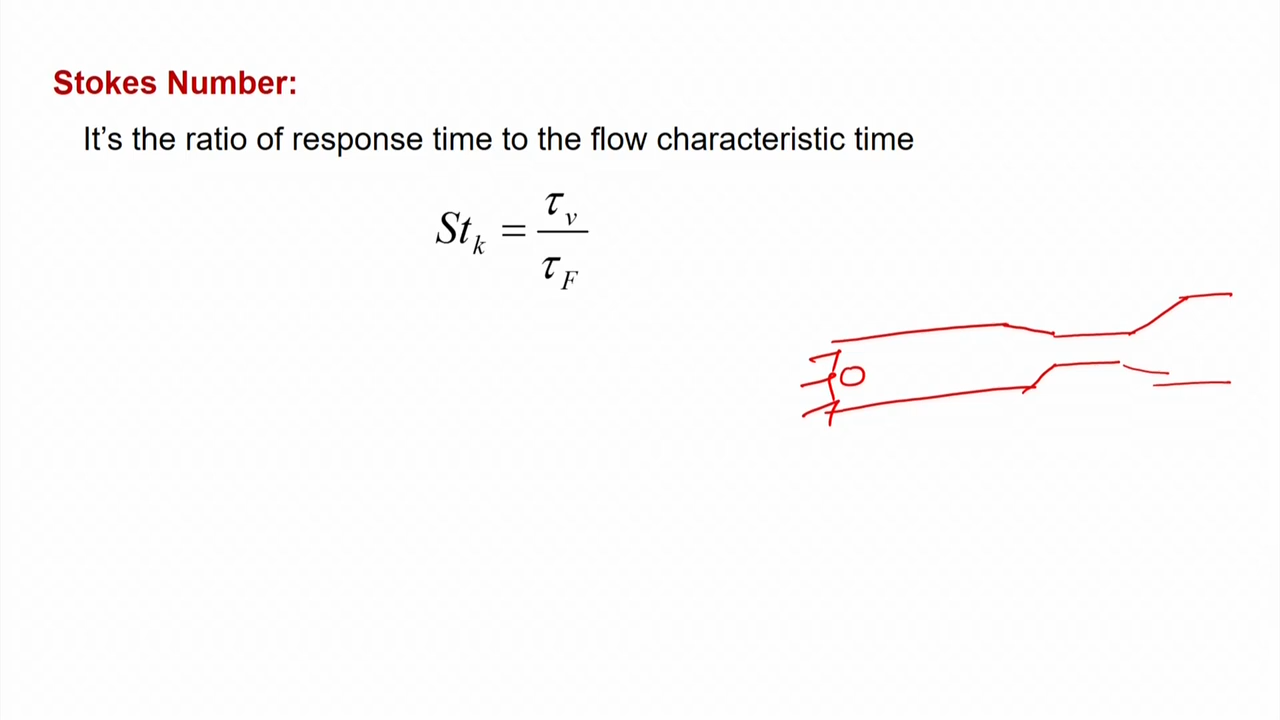 Stokes Number:
It's the ratio of response time to the flow characteristic time
St_k = τ_v / τ_F